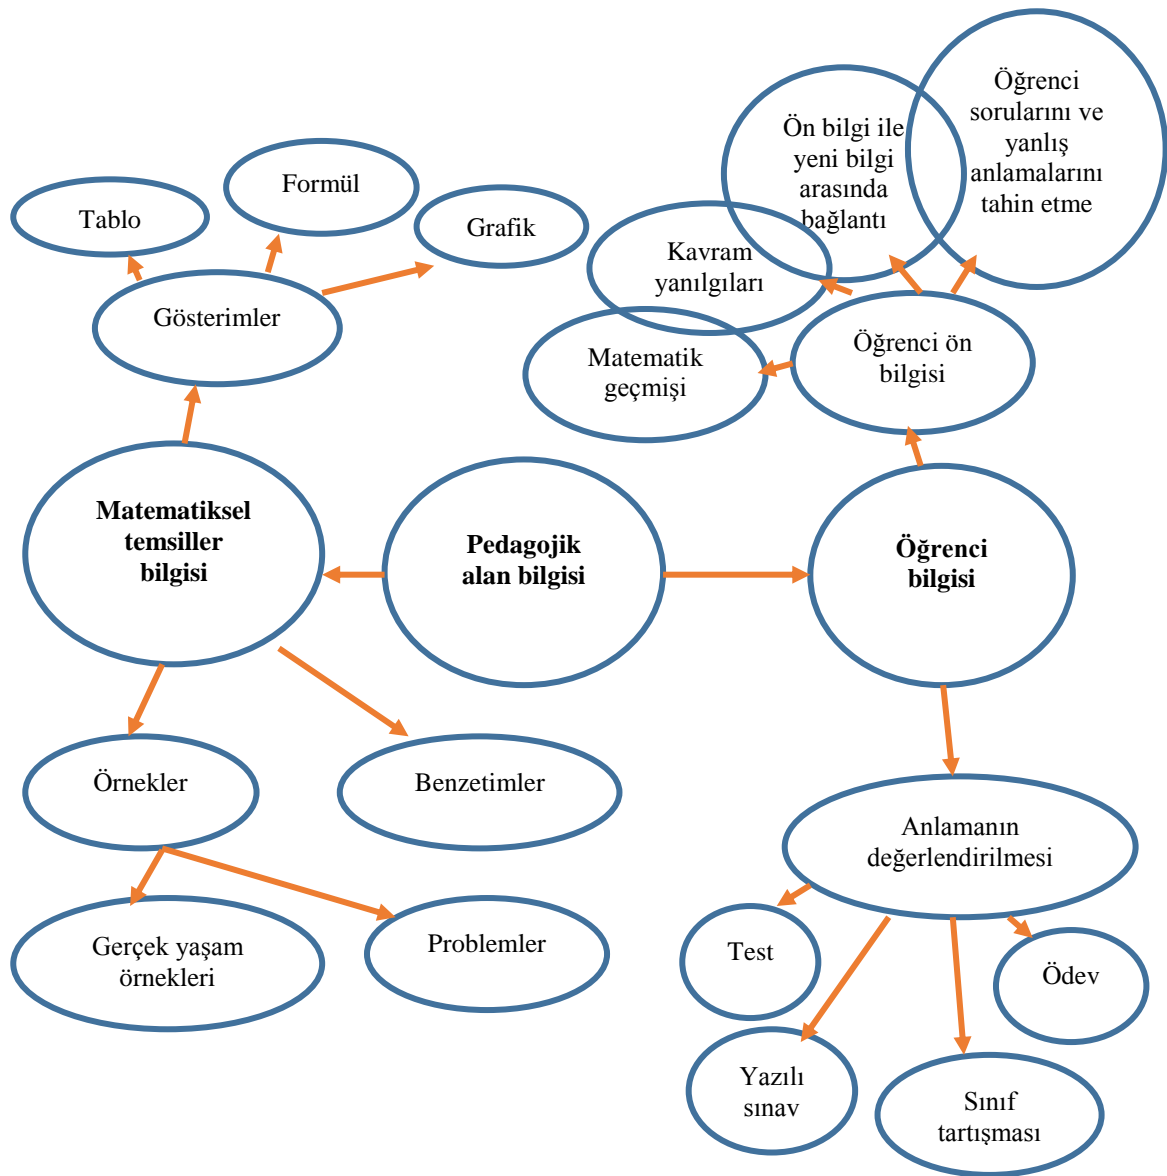 Öğrenci
sorularını ve
yanlış
anlamalarını
tahin etme
Ön bilgi ile
yeni bilgi
arasında
bağlantı
Formül
Tablo
Grafik
Kavram
yanılgıları
Gösterimler
Öğrenci ön
bilgisi
Matematik
geçmişi
Matematiksel
temsiller
bilgisi
Pedagojik
alan bilgisi
Öğrenci
bilgisi
Örnekler
Benzetimler
Anlamanın
değerlendirilmesi
Gerçek yaşam
örnekleri
Problemler
Test
Ödev
Yazılı
sınav
Sınıf
tartışması